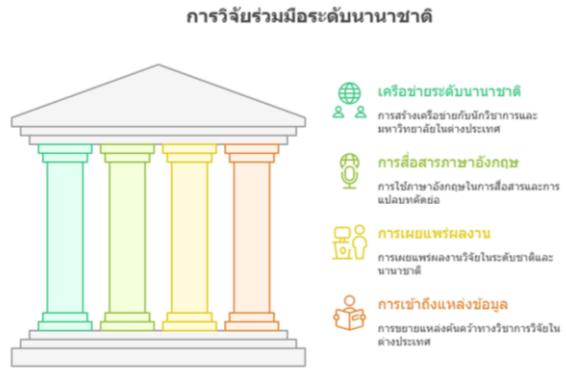 การวิจัยร่วมมือระดับนานาชาติ
เครือข่ายระดับนานาชาติ
การสร้างเครือข่ายกับนักวิชาการและ
มหาวิทยาลัยในต่างประเทศ
การสื่อสารภาษาอังกฤษ
การใช้ภาษาอังกฤษในการสื่อสารและการ
แปลบทคัดย่อ
การเผยแพร่ผลงาน
การเผยแพร่ผลงานวิจัยในระดับชาติและ
นานาชาติ
การเข้าถึงแหล่งข้อมูล
การขยายแหล่งค้นคว้าทางวิชาการวิจัยใน
ต่างประเทศ